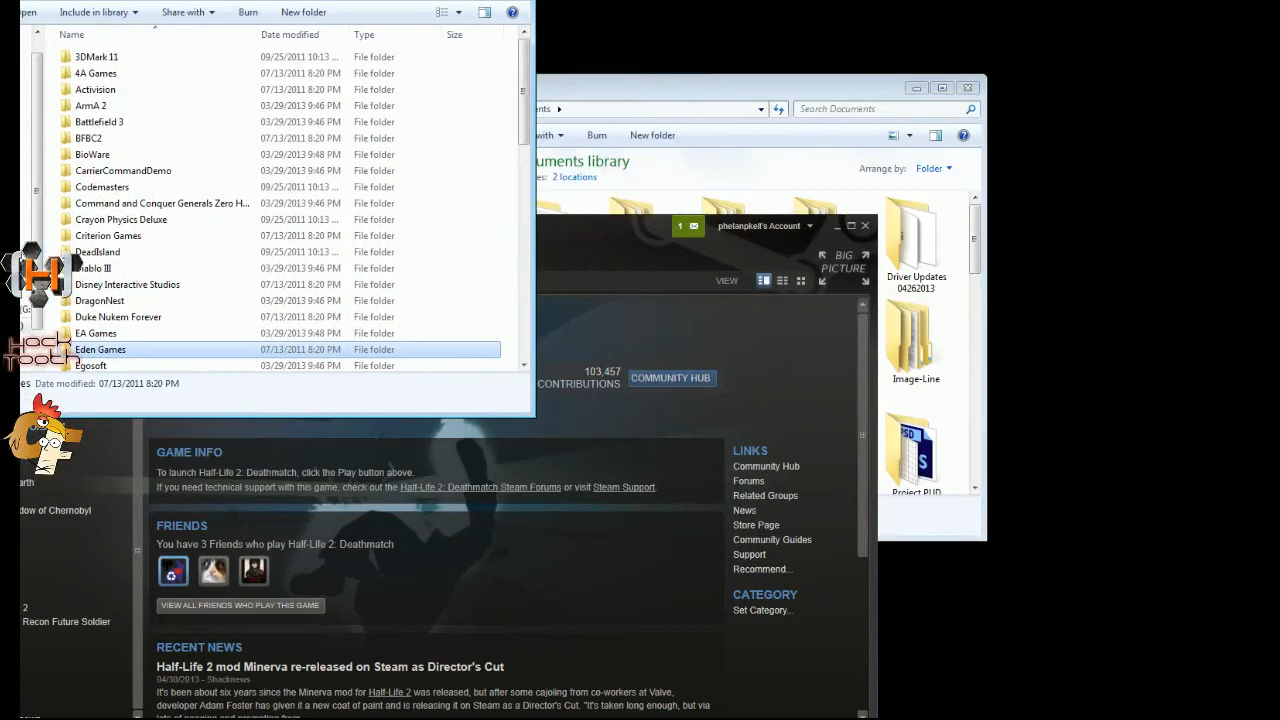 pen Include in library Share with Burn New folder
Name Date modified Type Size
3DMark 11 09/25/2011 10:13 ... File folder
4A Games 07/13/2011 8:20 PM File folder
Activision 07/13/2011 8:20 PM File folder
ArmA 2 03/29/2013 9:46 PM File folder
Battlefield 3 03/29/2013 9:46 PM File folder
BFBC2 07/13/2011 8:20 PM File folder
BioWare 03/29/2013 9:48 PM File folder
CarrierCommandDemo 03/29/2013 9:46 PM File folder
Codemasters 09/25/2011 10:13 ... File folder
Command and Conquer Generals Zero H... 03/29/2013 9:46 PM File folder
Crayon Physics Deluxe 09/25/2011 10:13 ... File folder
Criterion Games 07/13/2011 8:20 PM File folder
DeadIsland 09/25/2011 10:13 ... File folder
Diablo III 03/29/2013 9:46 PM File folder
Disney Interactive Studios 07/13/2011 8:20 PM File folder
DragonNest 03/29/2013 9:46 PM File folder
Duke Nukem Forever 07/13/2011 8:20 PM File folder
EA Games 03/29/2013 9:48 PM File folder
Eden Games 07/13/2011 8:20 PM File folder
Egosoft 03/29/2013 9:46 PM File folder
es Date modified: 07/13/2011 8:20 PM
(G:
[H]
Hock
Tooth
ents
Search Documents
with Burn New folder
uments library
es: 2 locations
Arrange by: Folder
Driver Updates
04262013
Image-Line
PSD
Project PUD
1 phelanpkell's Account
VIEW
BIG
PICTURE
103,457
CONTRIBUTIONS
COMMUNITY HUB
GAME INFO
To launch Half-Life 2: Deathmatch, click the Play button above.
If you need technical support with this game, check out the Half-Life 2: Deathmatch Steam Forums or visit Steam Support.
FRIENDS
You have 3 Friends who play Half-Life 2: Deathmatch
VIEW ALL FRIENDS WHO PLAY THIS GAME
RECENT NEWS
Half-Life 2 mod Minerva re-released on Steam as Director's Cut
04/30/2013 - Shacknews
It's been about six years since the Minerva mod for Half-Life 2 was released, but after some cajoling from co-workers at Valve,
developer Adam Foster has given it a new coat of paint and is releasing it on Steam as a Director's Cut. "It's taken long enough, but via
LINKS
Community Hub
Forums
Related Groups
News
Store Page
Community Guides
Support
Recommend...
CATEGORY
Set Category...
arth
dow of Chernobyl
2
Recon Future Soldier